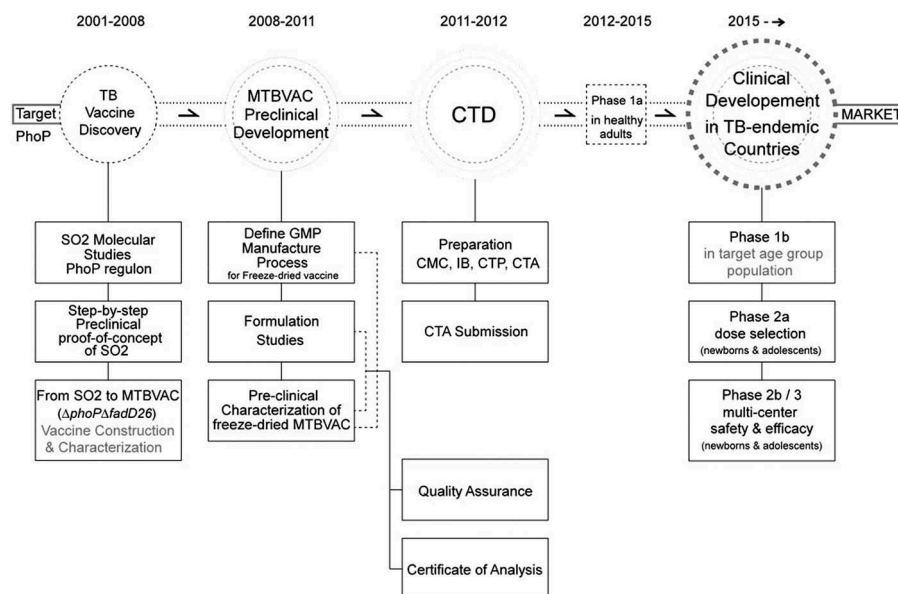 2001-2008
2008-2011
2011-2012
2012-2015
2015 -→
Target
PhoP
TB
Vaccine
Discovery
MTBVAC
Preclinical
Development
CTD
Phase 1a
in healthy
adults
Clinical
Developement
in TB-endemic
Countries
MARKET
SO2 Molecular
Studies
PhoP regulon
Step-by-step
Preclinical
proof-of-concept
of SO2
From SO2 to MTBVAC
(ΔphoPΔfadD26)
Vaccine Construction
& Characterization
Define GMP
Manufacture
Process
for Freeze-dried vaccine
Formulation
Studies
Pre-clinical
Characterization of
freeze-dried MTBVAC
Preparation
CMC, IB, CTP, CTA
CTA Submission
Quality Assurance
Certificate of Analysis
Phase 1b
in target age group
population
Phase 2a
dose selection
(newborns & adolescents)
Phase 2b / 3
multi-center
safety & efficacy
(newborns & adolescents)